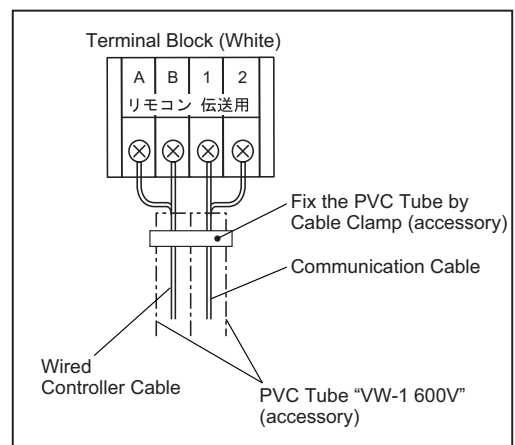 Terminal Block (White)
A B 1 2
リモコン 伝送用
Fix the PVC Tube by
Cable Clamp (accessory)
Communication Cable
Wired
Controller Cable
PVC Tube “VW-1 600V”
(accessory)